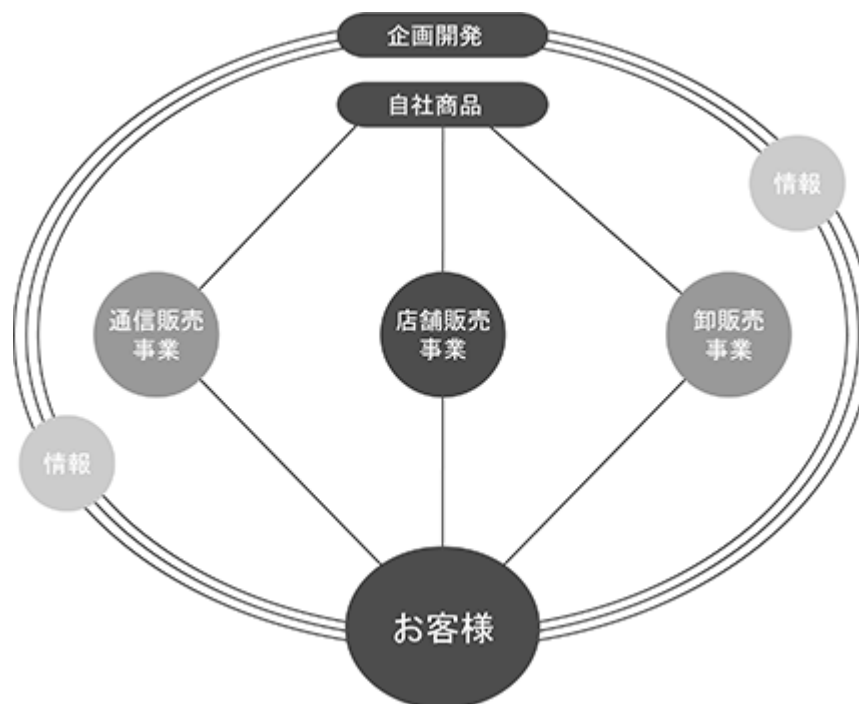 企画開発
自社商品
情報
通信販売
事業
店舗販売
事業
卸販売
事業
情報
お客様